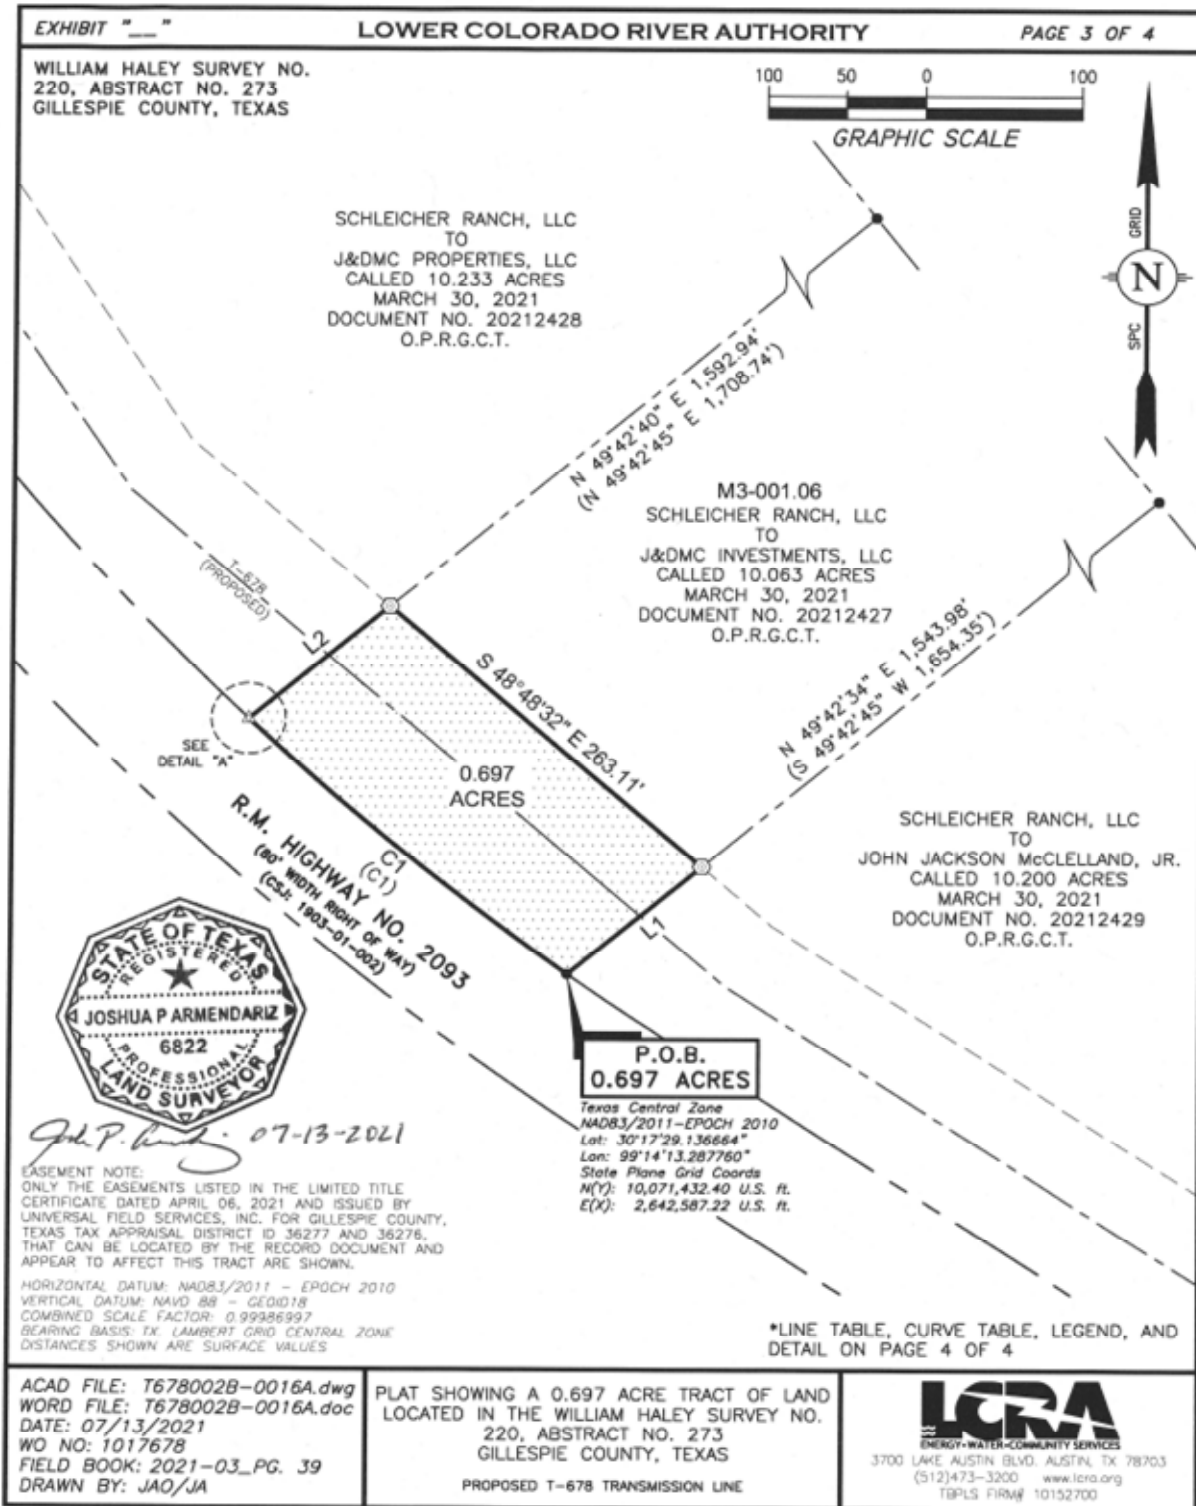 EXHIBIT "__"
LOWER COLORADO RIVER AUTHORITY
PAGE 3 OF 4
WILLIAM HALEY SURVEY NO.
220, ABSTRACT NO. 273
GILLESPIE COUNTY, TEXAS
100 50 0 100
GRAPHIC SCALE
GRID
N
SPC
SCHLEICHER RANCH, LLC
TO
J&DMC PROPERTIES, LLC
CALLED 10.233 ACRES
MARCH 30, 2021
DOCUMENT NO. 20212428
O.P.R.G.C.T.
N 49°42'40" E 1,592.94'
(N 49°42'45" E 1,708.74')
M3-001.06
SCHLEICHER RANCH, LLC
TO
J&DMC INVESTMENTS, LLC
CALLED 10.063 ACRES
MARCH 30, 2021
DOCUMENT NO. 20212427
O.P.R.G.C.T.
T-678
(PROPOSED)
L2
S 48°48'32" E 263.11'
N 49°42'34" E 1,543.98'
(S 49°42'45" W 1,654.35')
SEE
DETAIL "A"
0.697
ACRES
C1
(C1)
R.M. HIGHWAY NO. 2093
(80' WIDTH RIGHT OF WAY)
(CSJ: 1903-01-002)
L1
SCHLEICHER RANCH, LLC
TO
JOHN JACKSON McCLELLAND, JR.
CALLED 10.200 ACRES
MARCH 30, 2021
DOCUMENT NO. 20212429
O.P.R.G.C.T.
STATE OF TEXAS
REGISTERED
JOSHUA P ARMENDARIZ
6822
PROFESSIONAL
LAND SURVEYOR
07-13-2021
P.O.B.
0.697 ACRES
Texas Central Zone
NAD83/2011-EPOCH 2010
Lat: 30°17'29.136664"
Lon: 99°14'13.287760"
State Plane Grid Coords
N(Y): 10,071,432.40 U.S. ft.
E(X): 2,642,587.22 U.S. ft.
EASEMENT NOTE:
ONLY THE EASEMENTS LISTED IN THE LIMITED TITLE
CERTIFICATE DATED APRIL 06, 2021 AND ISSUED BY
UNIVERSAL FIELD SERVICES, INC. FOR GILLESPIE COUNTY,
TEXAS TAX APPRAISAL DISTRICT ID 36277 AND 36276,
THAT CAN BE LOCATED BY THE RECORD DOCUMENT AND
APPEAR TO AFFECT THIS TRACT ARE SHOWN.
HORIZONTAL DATUM: NAD83/2011 - EPOCH 2010
VERTICAL DATUM: NAVD 88 - GEOID18
COMBINED SCALE FACTOR: 0.99986997
BEARING BASIS: TX. LAMBERT GRID CENTRAL ZONE
DISTANCES SHOWN ARE SURFACE VALUES
*LINE TABLE, CURVE TABLE, LEGEND, AND
DETAIL ON PAGE 4 OF 4
ACAD FILE: T678002B-0016A.dwg
WORD FILE: T678002B-0016A.doc
DATE: 07/13/2021
WO NO: 1017678
FIELD BOOK: 2021-03_PG. 39
DRAWN BY: JAO/JA
PLAT SHOWING A 0.697 ACRE TRACT OF LAND
LOCATED IN THE WILLIAM HALEY SURVEY NO.
220, ABSTRACT NO. 273
GILLESPIE COUNTY, TEXAS
PROPOSED T-678 TRANSMISSION LINE
LCRA
ENERGY•WATER•COMMUNITY SERVICES
3700 LAKE AUSTIN BLVD. AUSTIN, TX 78703
(512)473-3200 www.lcra.org
TBPLS FIRM# 10152700